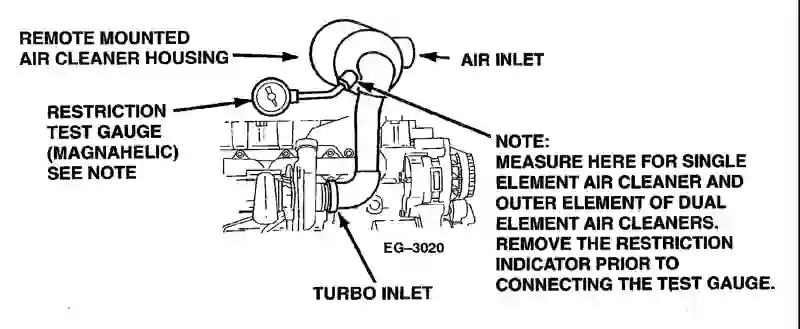 REMOTE MOUNTED
AIR CLEANER HOUSING
AIR INLET
RESTRICTION
TEST GAUGE
(MAGNAHELIC)
SEE NOTE
NOTE:
MEASURE HERE FOR SINGLE
ELEMENT AIR CLEANER AND
OUTER ELEMENT OF DUAL
ELEMENT AIR CLEANERS.
REMOVE THE RESTRICTION
INDICATOR PRIOR TO
CONNECTING THE TEST GAUGE.
EG–3020
TURBO INLET